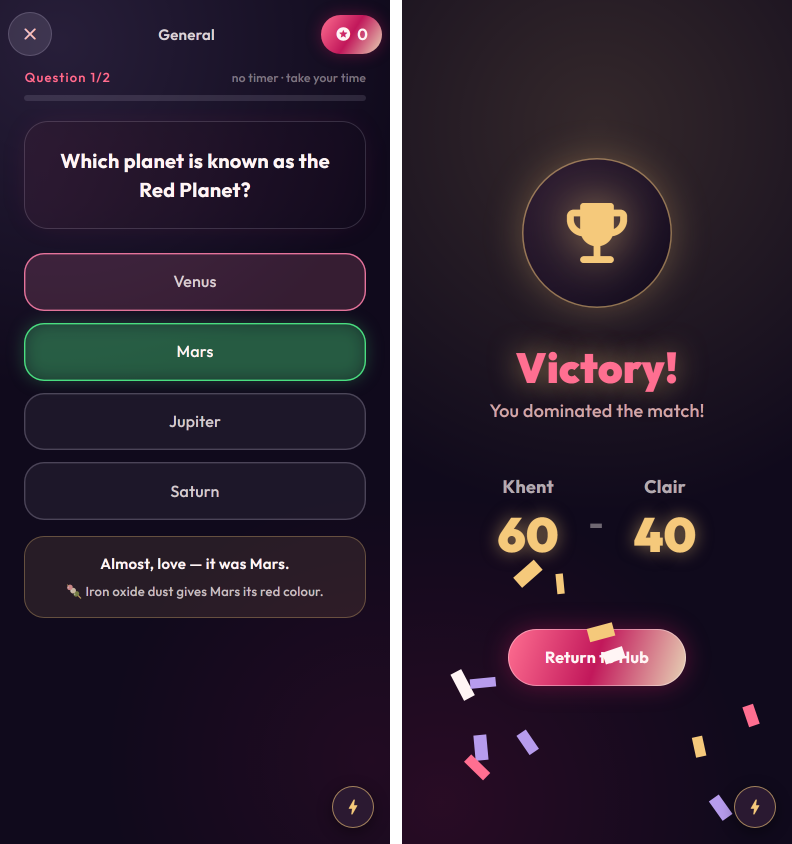 General
0
Question 1/2
no timer · take your time
Which planet is known as the
Red Planet?
Venus
Mars
Jupiter
Saturn
Almost, love — it was Mars.
🍬 Iron oxide dust gives Mars its red colour.
Victory!
You dominated the match!
Khent
Clair
60
-
40
Return to Hub